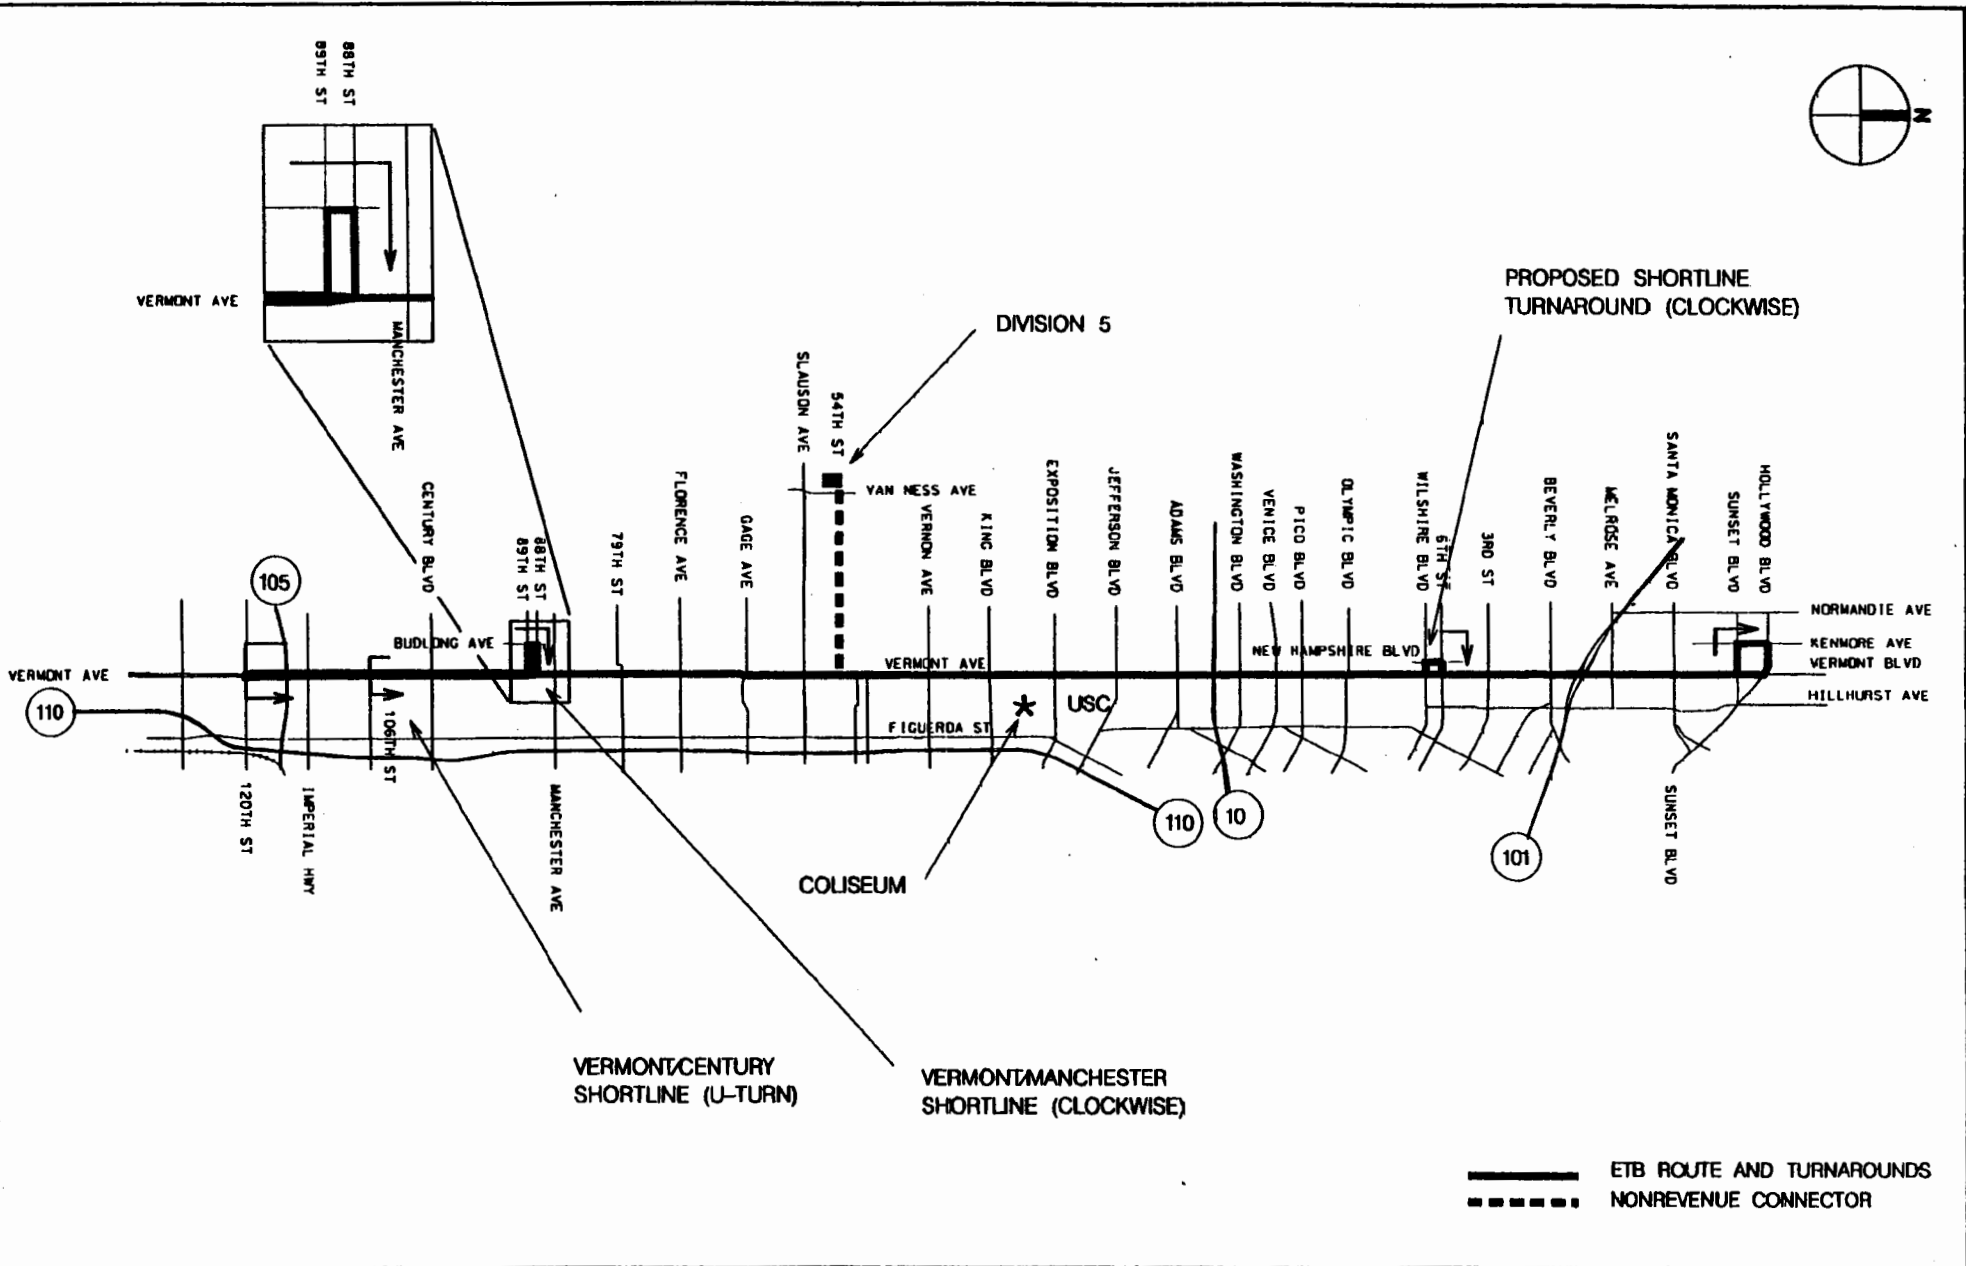 89TH ST
88TH ST
N
VERMONT AVE
MANCHESTER AVE
DIVISION 5
PROPOSED SHORTLINE
TURNAROUND (CLOCKWISE)
SLAUSON AVE
54TH ST
VAN NESS AVE
CENTURY BLVD
89TH ST
88TH ST
79TH ST
FLORENCE AVE
GAGE AVE
VERNON AVE
KING BLVD
EXPOSITION BLVD
JEFFERSON BLVD
ADAMS BLVD
WASHINGTON BLVD
VENICE BLVD
PICO BLVD
OLYMPIC BLVD
WILSHIRE BLVD
6TH ST
3RD ST
BEVERLY BLVD
MELROSE AVE
SANTA MONICA BLVD
SUNSET BLVD
HOLLYWOOD BLVD
105
BUDLONG AVE
NORMANDIE AVE
KENMORE AVE
VERMONT BLVD
HILLHURST AVE
NEW HAMPSHIRE BLVD
VERMONT AVE
VERMONT AVE
110
USC
FIGUEROA ST
106TH ST
120TH ST
IMPERIAL HWY
MANCHESTER AVE
110
10
101
SUNSET BLVD
COLISEUM
VERMONT/CENTURY
SHORTLINE (U-TURN)
VERMONT/MANCHESTER
SHORTLINE (CLOCKWISE)
ETB ROUTE AND TURNAROUNDS
NONREVENUE CONNECTOR